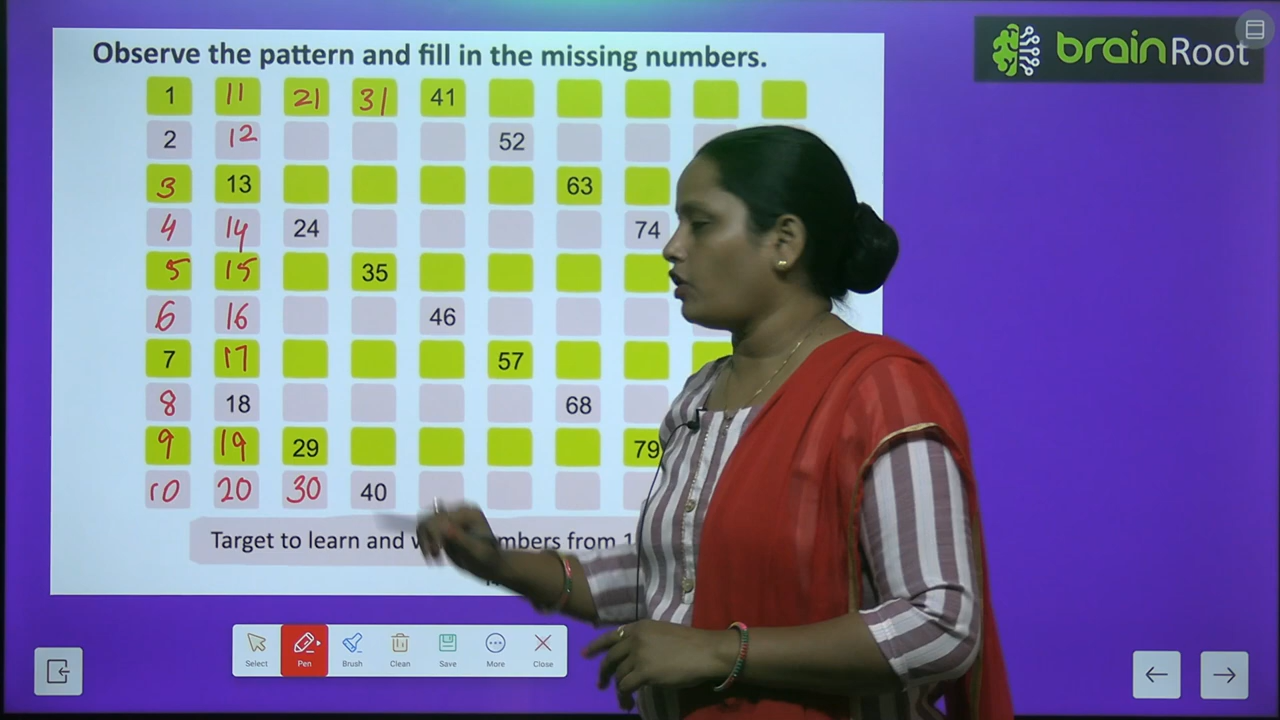 Observe the pattern and fill in the missing numbers.
1 11 21 31 41
2 12 52
3 13 63
4 14 24 74
5 15 35
6 16 46
7 17 57
8 18 68
9 19 29 79
10 20 30 40
Target to learn and from
brainRoot
Select Pen Brush Clean Save More Close